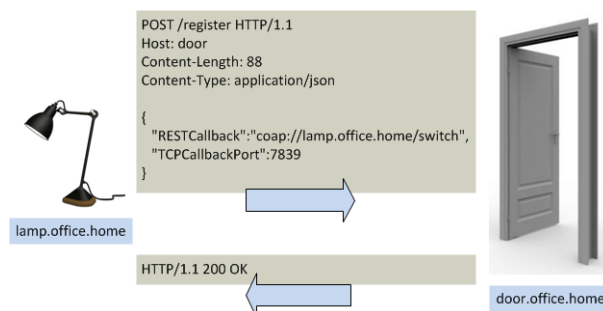 POST /register HTTP/1.1
Host: door
Content-Length: 88
Content-Type: application/json
{
"RESTCallback":"coap://lamp.office.home/switch",
"TCPCallbackPort":7839
}
lamp.office.home
HTTP/1.1 200 OK
door.office.home